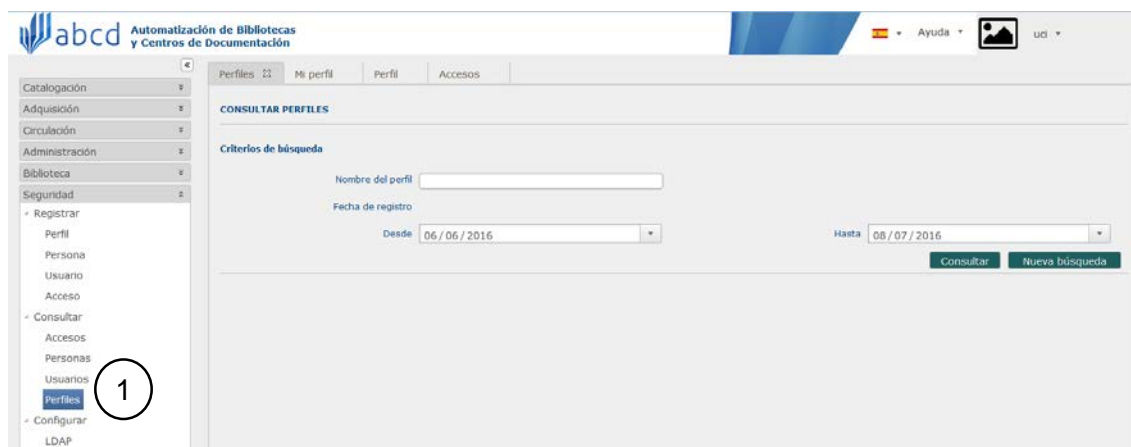 abcd Automatización de Bibliotecas
y Centros de Documentación
Ayuda
uci
Catalogación
Adquisición
Circulación
Administración
Biblioteca
Seguridad
Registrar
Perfil
Persona
Usuario
Acceso
Consultar
Accesos
Personas
Usuarios
Perfiles
1
Configurar
LDAP
Perfiles
Mi perfil
Perfil
Accesos
CONSULTAR PERFILES
Criterios de búsqueda
Nombre del perfil
Fecha de registro
Desde 06/06/2016
Hasta 08/07/2016
Consultar
Nueva búsqueda